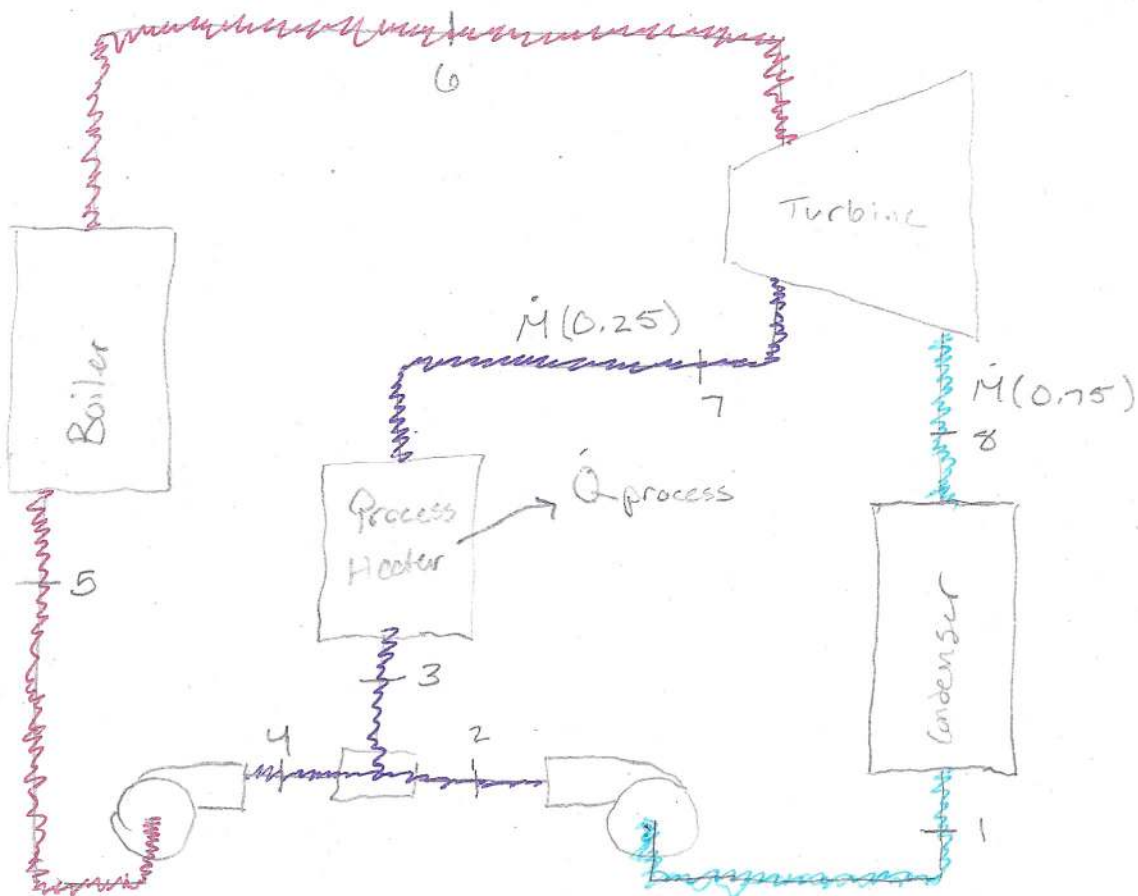 6
Turbine
Ṁ(0.25)
7
Ṁ(0.75)
8
Boiler
Process
Heater
Q̇process
5
Condenser
3
4
2
1